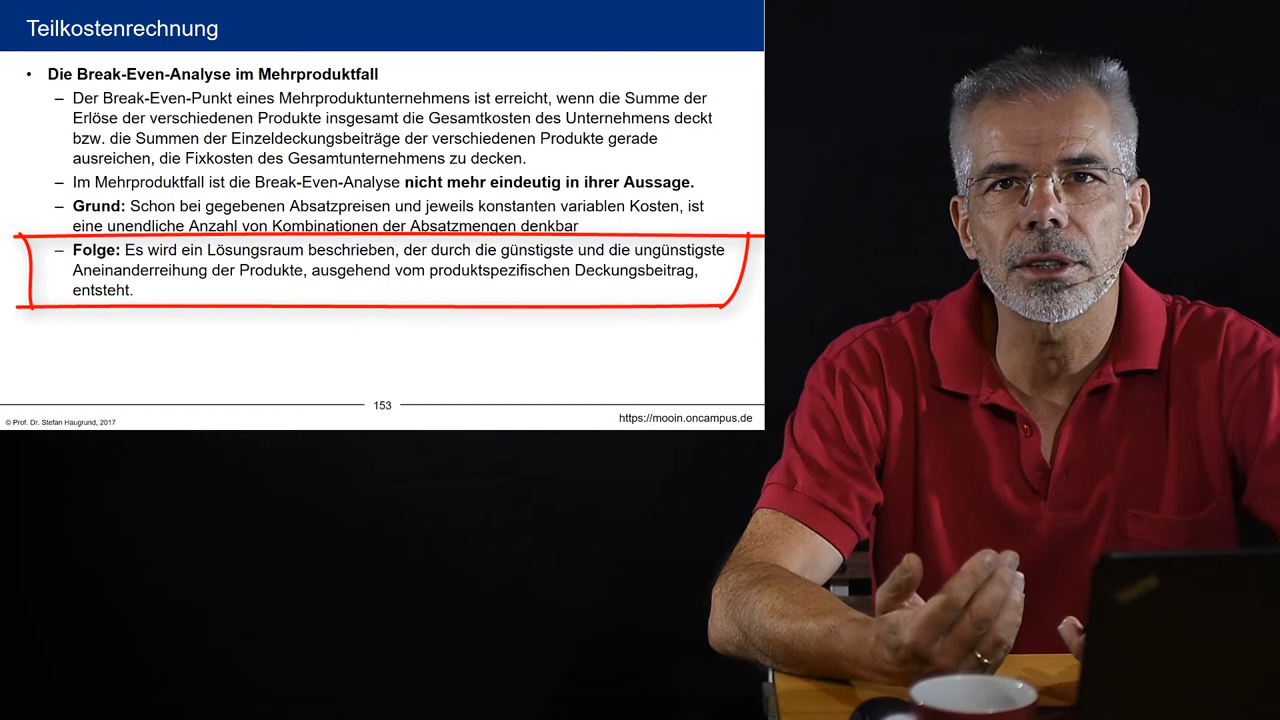 Teilkostenrechnung
• Die Break-Even-Analyse im Mehrproduktfall
– Der Break-Even-Punkt eines Mehrproduktunternehmens ist erreicht, wenn die Summe der
Erlöse der verschiedenen Produkte insgesamt die Gesamtkosten des Unternehmens deckt
bzw. die Summen der Einzeldeckungsbeiträge der verschiedenen Produkte gerade
ausreichen, die Fixkosten des Gesamtunternehmens zu decken.
– Im Mehrproduktfall ist die Break-Even-Analyse nicht mehr eindeutig in ihrer Aussage.
– Grund: Schon bei gegebenen Absatzpreisen und jeweils konstanten variablen Kosten, ist
eine unendliche Anzahl von Kombinationen der Absatzmengen denkbar
– Folge: Es wird ein Lösungsraum beschrieben, der durch die günstigste und die ungünstigste
Aneinanderreihung der Produkte, ausgehend vom produktspezifischen Deckungsbeitrag,
entsteht.
153
© Prof. Dr. Stefan Haugrund, 2017
https://mooin.oncampus.de